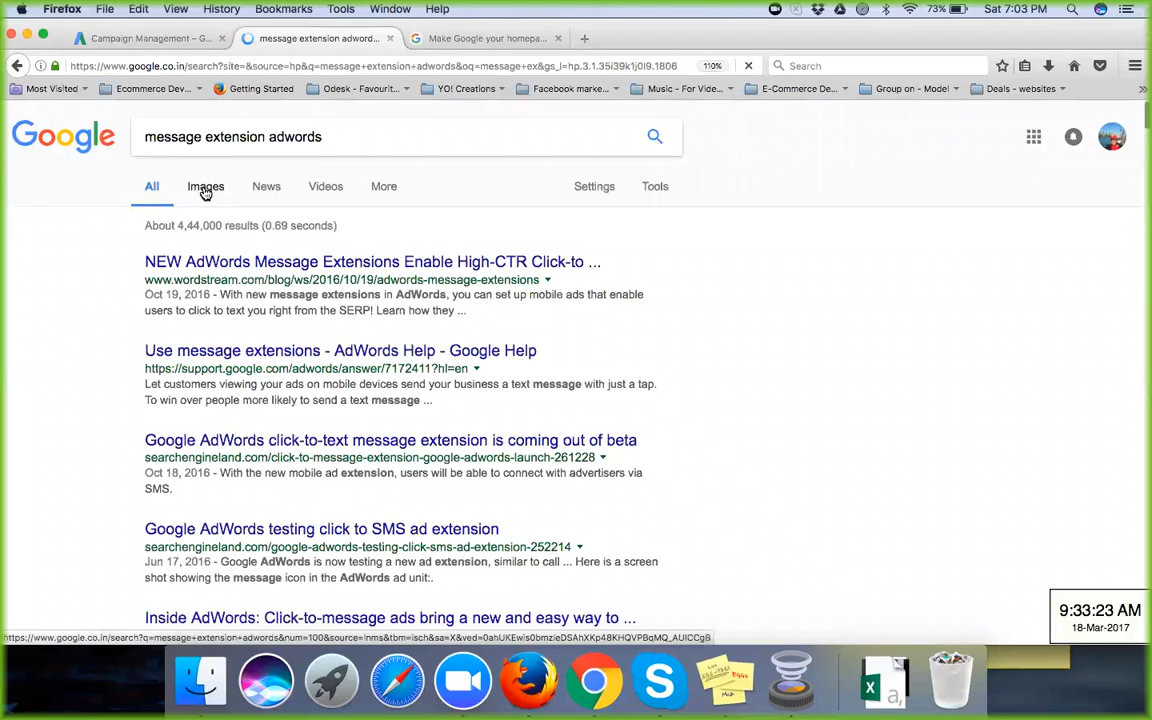 Firefox File Edit View History Bookmarks Tools Window Help 73% Sat 7:03 PM
Campaign Management – G... × message extension adword... × Make Google your homepa... × +
https://www.google.co.in/search?site=&source=hp&q=message+extension+adwords&oq=message+ex&gs_l=hp.3.1.35i39k1j0l9.1806 110% Search
Most Visited Ecommerce Dev... Getting Started Odesk - Favourit... YO! Creations Facebook marke... Music - For Video... E-Commerce De... Group on - Model Deals - websites
Google message extension adwords
All Images News Videos More Settings Tools
About 4,44,000 results (0.69 seconds)
NEW AdWords Message Extensions Enable High-CTR Click-to ...
www.wordstream.com/blog/ws/2016/10/19/adwords-message-extensions
Oct 19, 2016 - With new message extensions in AdWords, you can set up mobile ads that enable
users to click to text you right from the SERP! Learn how they ...
Use message extensions - AdWords Help - Google Help
https://support.google.com/adwords/answer/7172411?hl=en
Let customers viewing your ads on mobile devices send your business a text message with just a tap.
To win over people more likely to send a text message ...
Google AdWords click-to-text message extension is coming out of beta
searchengineland.com/click-to-message-extension-google-adwords-launch-261228
Oct 18, 2016 - With the new mobile ad extension, users will be able to connect with advertisers via
SMS.
Google AdWords testing click to SMS ad extension
searchengineland.com/google-adwords-testing-click-sms-ad-extension-252214
Jun 17, 2016 - Google AdWords is now testing a new ad extension, similar to call ... Here is a screen
shot showing the message icon in the AdWords ad unit:.
Inside AdWords: Click-to-message ads bring a new and easy way to ...
9:33:23 AM
18-Mar-2017